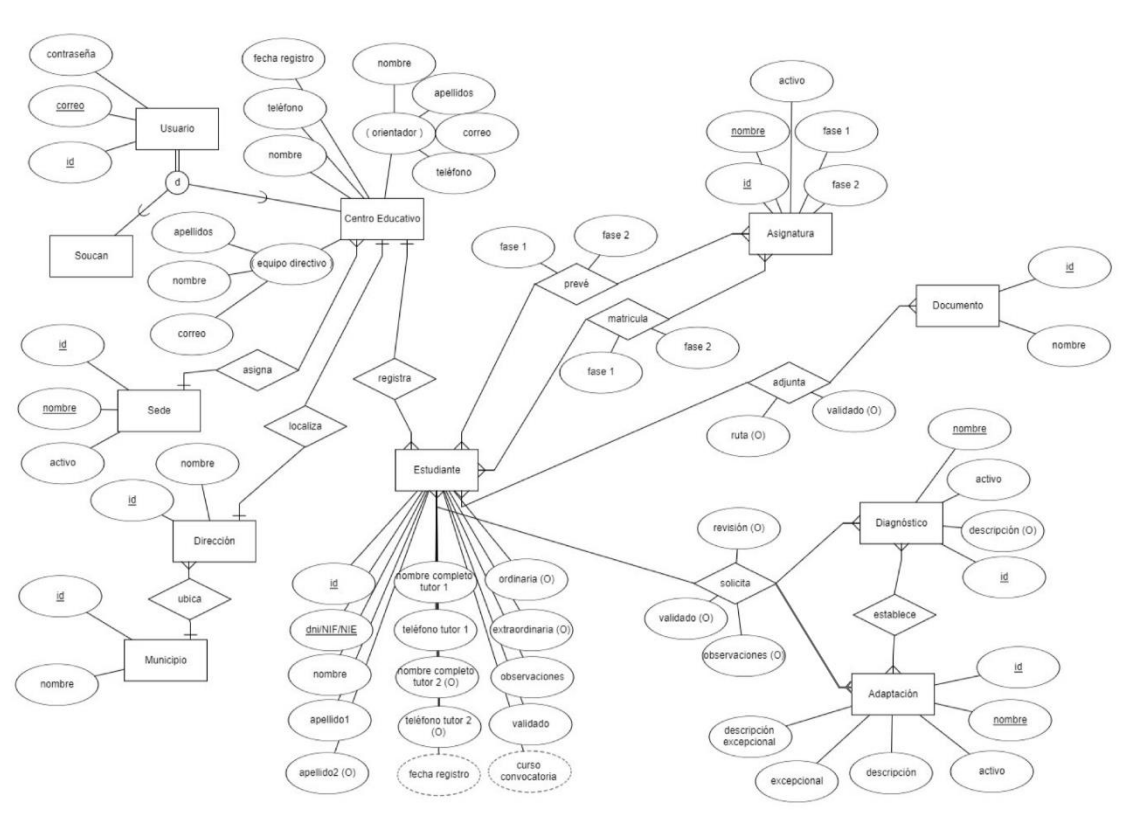 contraseña
correo
id
Usuario
d
Soucan
fecha registro
teléfono
nombre
nombre
apellidos
( orientador )
correo
teléfono
Centro Educativo
apellidos
equipo directivo
nombre
correo
activo
nombre
fase 1
id
fase 2
Asignatura
fase 1
fase 2
prevé
matricula
fase 1
fase 2
id
Documento
nombre
adjunta
ruta (O)
validado (O)
id
nombre
Sede
activo
asigna
localiza
registra
nombre
id
Dirección
ubica
id
Municipio
nombre
Estudiante
id
dni/NIF/NIE
nombre
apellido1
apellido2 (O)
nombre completo
tutor 1
teléfono tutor 1
nombre completo
tutor 2 (O)
teléfono tutor 2
(O)
fecha registro
ordinaria (O)
extraordinaria (O)
observaciones
validado
curso
convocatoria
nombre
activo
Diagnóstico
descripción (O)
id
revisión (O)
solicita
validado (O)
observaciones (O)
establece
id
Adaptación
nombre
descripción
excepcional
excepcional
descripción
activo